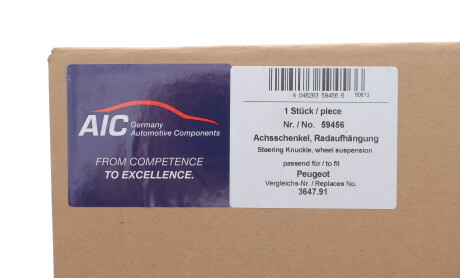 AIC Germany
Automotive Components
FROM COMPETENCE
TO EXCELLENCE.
4 046283 59456 6
50613
1 Stück / piece
Nr. / No. 59456
Achsschenkel, Radaufhängung
Steering Knuckle, wheel suspension
passend für / to fit
Peugeot
Vergleichs-Nr. / Replaces No.
3647.91